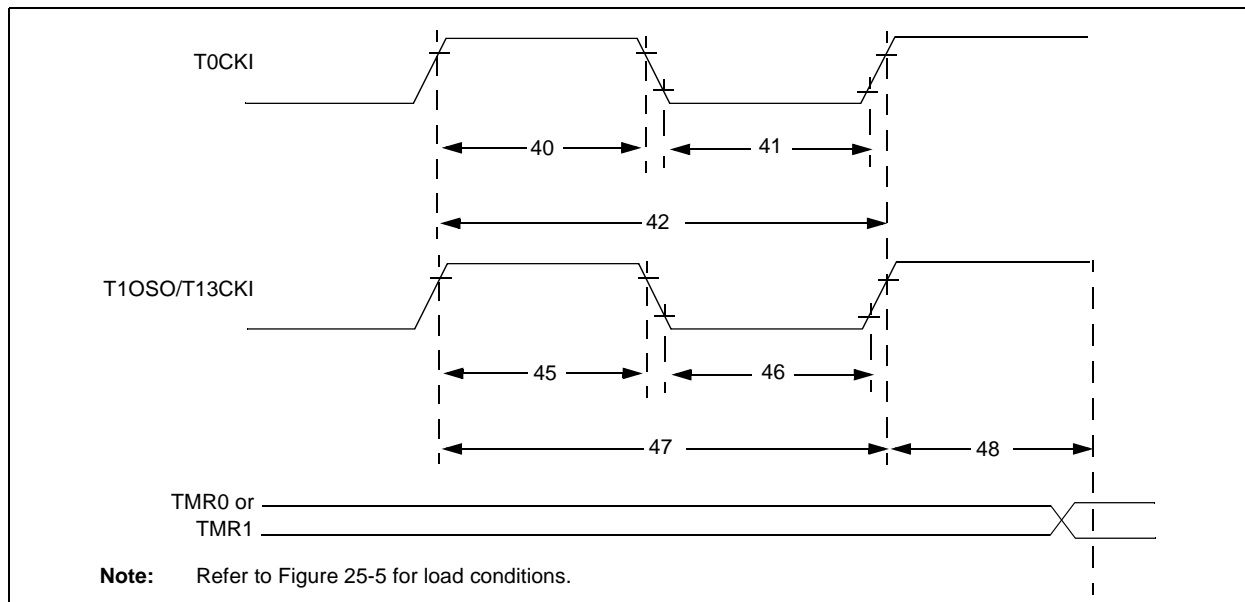 T0CKI
40
41
42
T1OSO/T13CKI
45
46
47
48
TMR0 or
TMR1
Note: Refer to Figure 25-5 for load conditions.